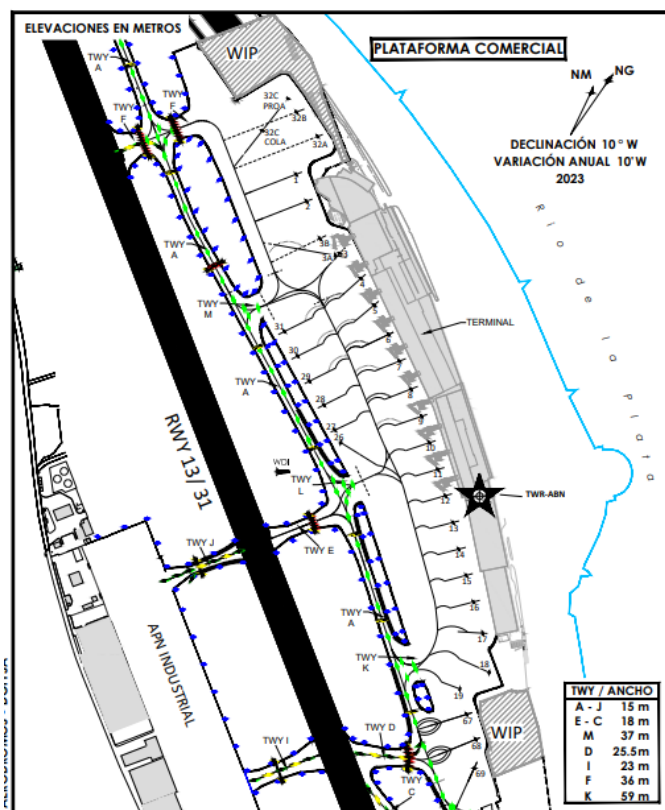 ELEVACIONES EN METROS
PLATAFORMA COMERCIAL
WIP
TWY
A
TWY
F
TWY
F
NM
NG
DECLINACIÓN 10° W
VARIACIÓN ANUAL 10'W
2023
32C
PROA
32B
32C
COLA
32A
1
2
3B
3A
3
4
5
6
7
8
9
10
11
12
13
14
15
16
17
18
19
67
68
69
31
30
29
28
27
26
TWY
A
TWY
M
TERMINAL
TWY
A
Rio de la Plata
RWY 13/31
WDI
TWY
L
TWR-ABN
TWY J
TWY E
TWY
A
TWY
K
APN INDUSTRIAL
TWY I
TWY D
TWY
C
WIP
TWY / ANCHO
A - J 15 m
E - C 18 m
M 37 m
D 25.5m
I 23 m
F 36 m
K 59 m